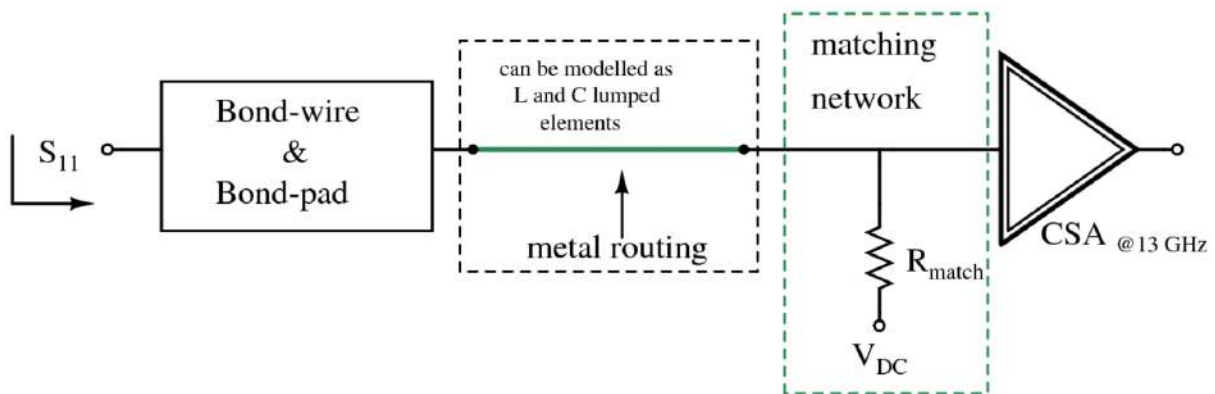 S11
Bond-wire
&
Bond-pad
can be modelled as
L and C lumped
elements
metal routing
matching
network
Rmatch
VDC
CSA @13 GHz